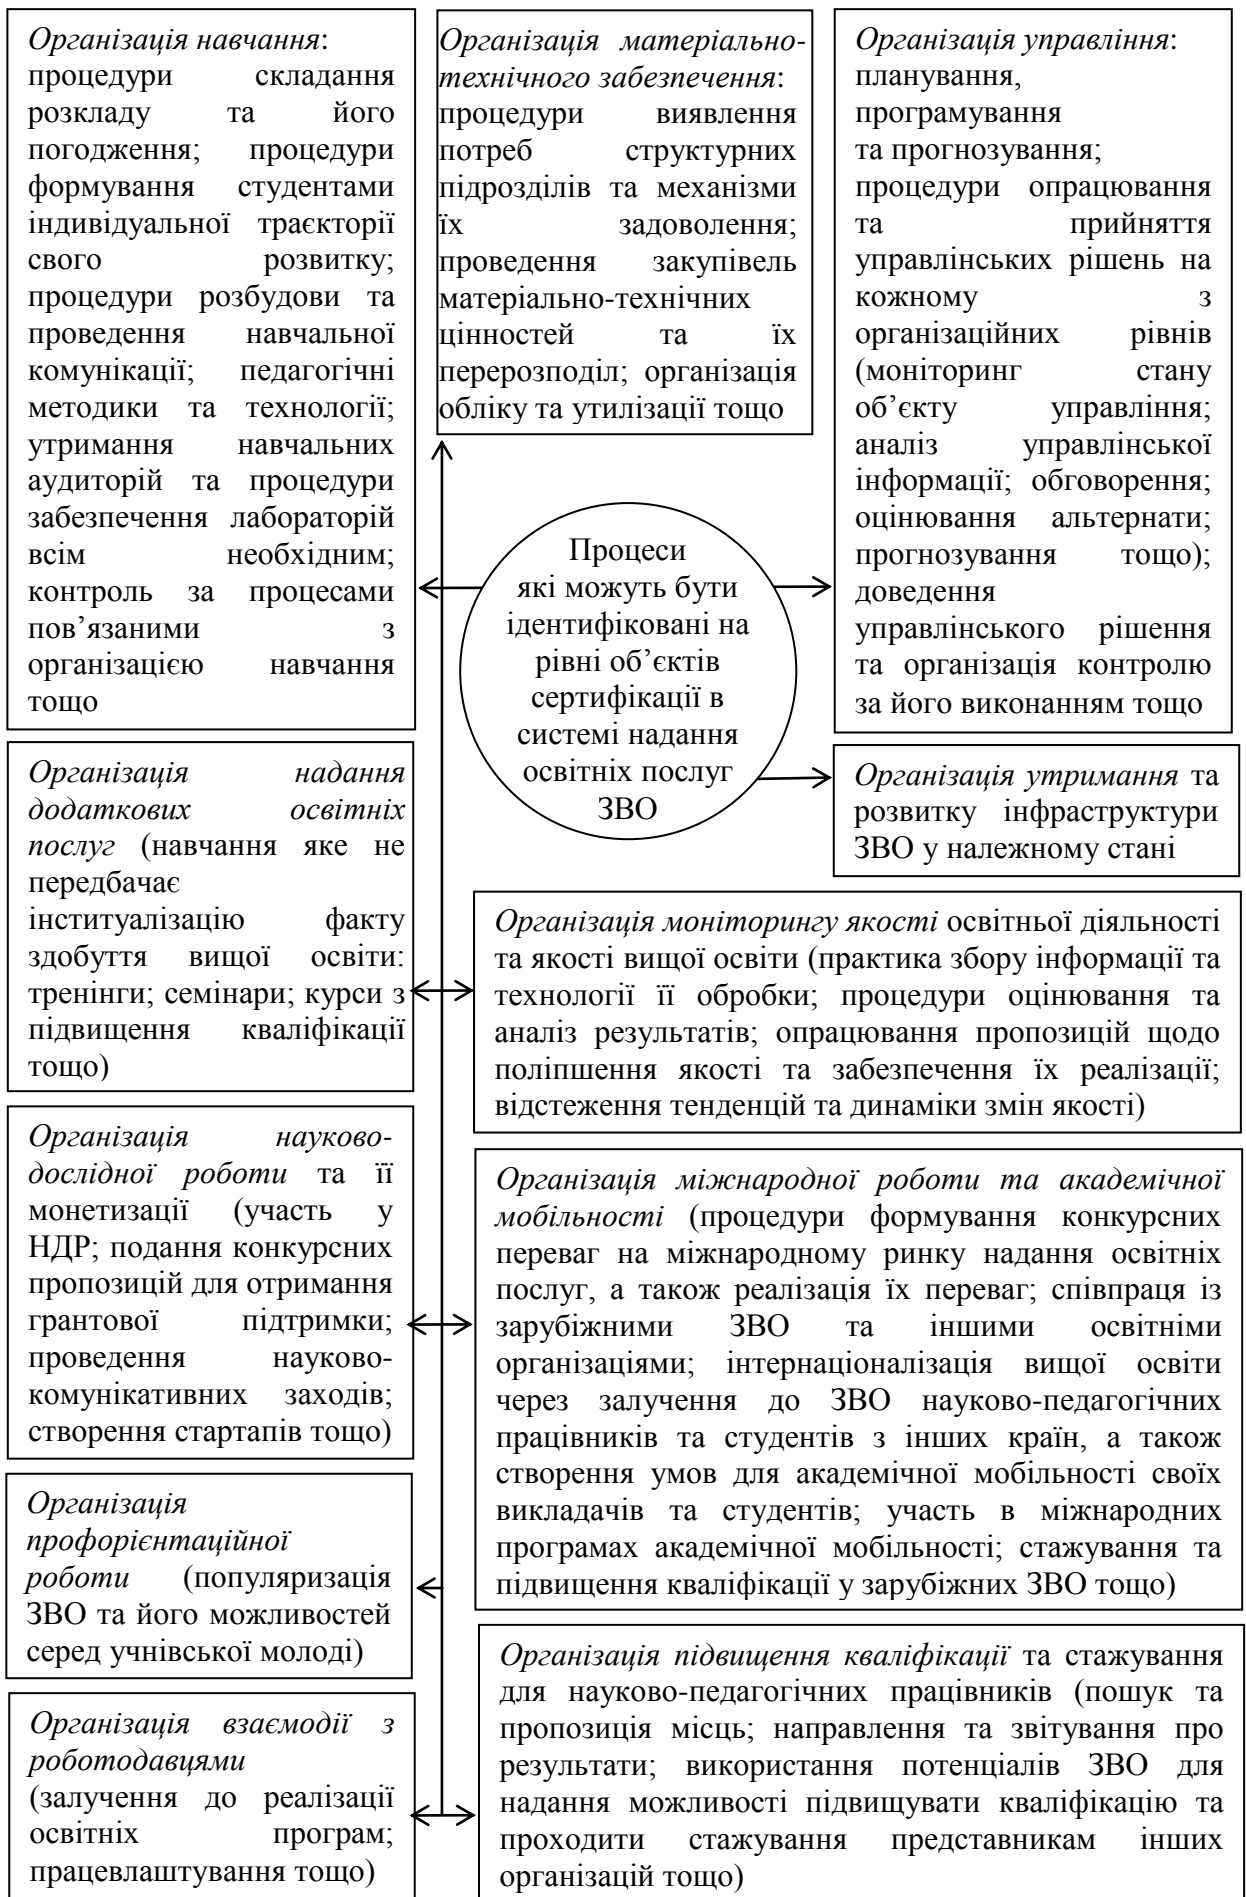 Організація навчання:
процедури складання
розкладу та його
погодження; процедури
формування студентами
індивідуальної траєкторії
свого розвитку;
процедури розбудови та
проведення навчальної
комунікації; педагогічні
методики та технології;
утримання навчальних
аудиторій та процедури
забезпечення лабораторій
всім необхідним;
контроль за процесами
пов’язаними з
організацією навчання
тощо
Організація матеріально-
технічного забезпечення:
процедури виявлення
потреб структурних
підрозділів та механізми
їх задоволення;
проведення закупівель
матеріально-технічних
цінностей та їх
перерозподіл; організація
обліку та утилізації тощо
Організація управління:
планування,
програмування
та прогнозування;
процедури опрацювання
та прийняття
управлінських рішень на
кожному з
організаційних рівнів
(моніторинг стану
об’єкту управління;
аналіз управлінської
інформації; обговорення;
оцінювання альтернати;
прогнозування тощо);
доведення
управлінського рішення
та організація контролю
за його виконанням тощо
Процеси
які можуть бути
ідентифіковані на
рівні об’єктів
сертифікації в
системі надання
освітніх послуг
ЗВО
Організація надання
додаткових освітніх
послуг (навчання яке не
передбачає
інституалізацію факту
здобуття вищої освіти:
тренінги; семінари; курси з
підвищення кваліфікації
тощо)
Організація утримання та
розвитку інфраструктури
ЗВО у належному стані
Організація моніторингу якості освітньої діяльності
та якості вищої освіти (практика збору інформації та
технології її обробки; процедури оцінювання та
аналіз результатів; опрацювання пропозицій щодо
поліпшення якості та забезпечення їх реалізації;
відстеження тенденцій та динаміки змін якості)
Організація науково-
дослідної роботи та її
монетизації (участь у
НДР; подання конкурсних
пропозицій для отримання
грантової підтримки;
проведення науково-
комунікативних заходів;
створення стартапів тощо)
Організація міжнародної роботи та академічної
мобільності (процедури формування конкурсних
переваг на міжнародному ринку надання освітніх
послуг, а також реалізація їх переваг; співпраця із
зарубіжними ЗВО та іншими освітніми
організаціями; інтернаціоналізація вищої освіти
через залучення до ЗВО науково-педагогічних
працівників та студентів з інших країн, а також
створення умов для академічної мобільності своїх
викладачів та студентів; участь в міжнародних
програмах академічної мобільності; стажування та
підвищення кваліфікації у зарубіжних ЗВО тощо)
Організація
профорієнтаційної
роботи (популяризація
ЗВО та його можливостей
серед учнівської молоді)
Організація підвищення кваліфікації та стажування
для науково-педагогічних працівників (пошук та
пропозиція місць; направлення та звітування про
результати; використання потенціалів ЗВО для
надання можливості підвищувати кваліфікацію та
проходити стажування представникам інших
організацій тощо)
Організація взаємодії з
роботодавцями
(залучення до реалізації
освітніх програм;
працевлаштування тощо)